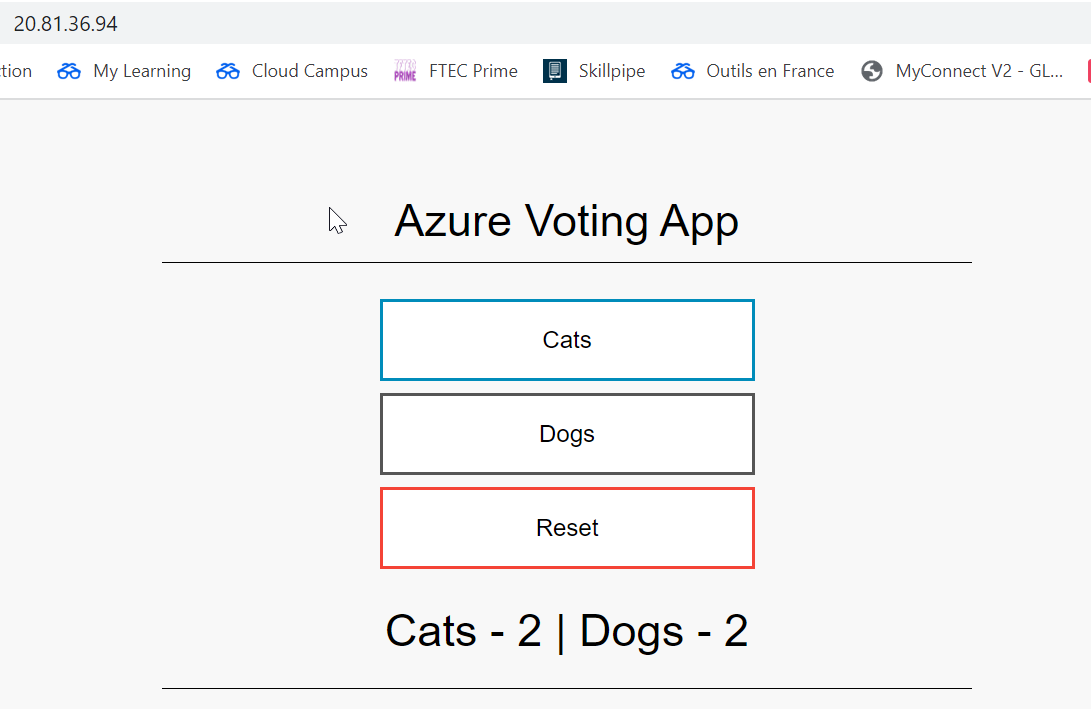 20.81.36.94
tion My Learning Cloud Campus PRIME FTEC Prime Skillpipe Outils en France MyConnect V2 - GL...
Azure Voting App
Cats
Dogs
Reset
Cats - 2 | Dogs - 2